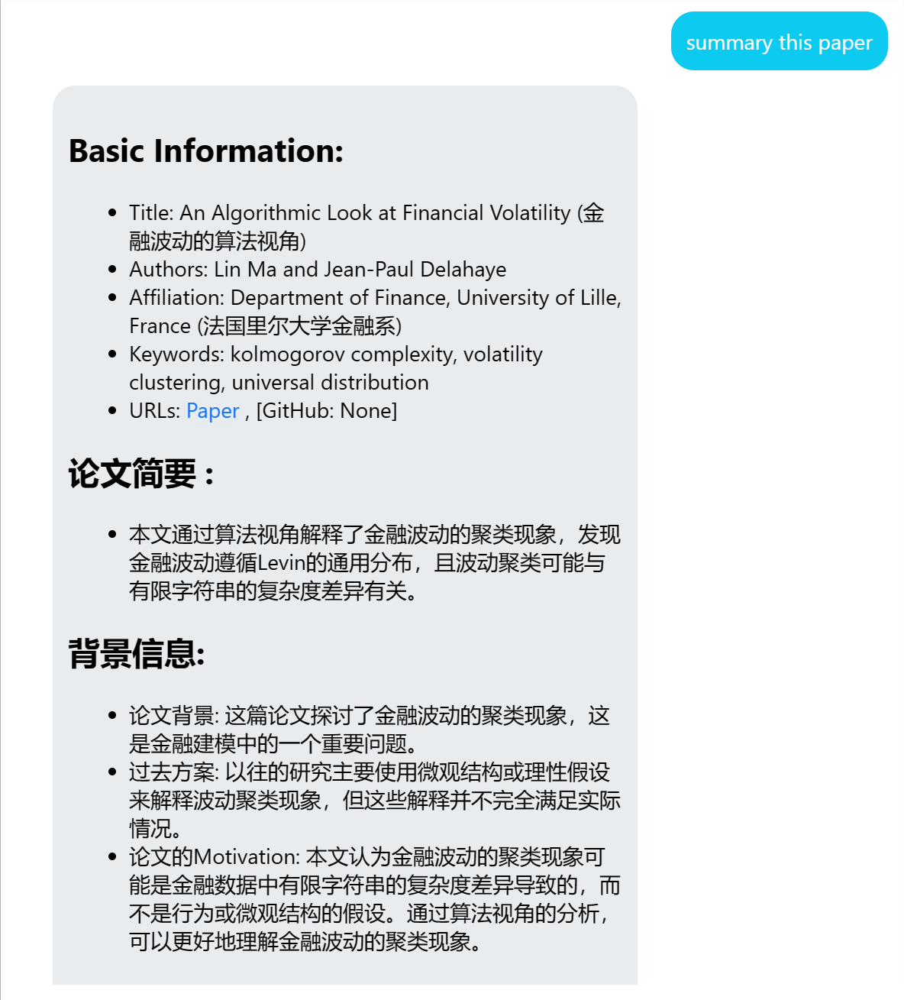 summary this paper
Basic Information:
• Title: An Algorithmic Look at Financial Volatility (金
融波动的算法视角)
• Authors: Lin Ma and Jean-Paul Delahaye
• Affiliation: Department of Finance, University of Lille,
France (法国里尔大学金融系)
• Keywords: kolmogorov complexity, volatility
clustering, universal distribution
• URLs: Paper , [GitHub: None]
论文简要 :
• 本文通过算法视角解释了金融波动的聚类现象，发现
金融波动遵循Levin的通用分布，且波动聚类可能与
有限字符串的复杂度差异有关。
背景信息:
• 论文背景: 这篇论文探讨了金融波动的聚类现象，这
是金融建模中的一个重要问题。
• 过去方案: 以往的研究主要使用微观结构或理性假设
来解释波动聚类现象，但这些解释并不完全满足实际
情况。
• 论文的Motivation: 本文认为金融波动的聚类现象可
能是金融数据中有限字符串的复杂度差异导致的，而
不是行为或微观结构的假设。通过算法视角的分析，
可以更好地理解金融波动的聚类现象。